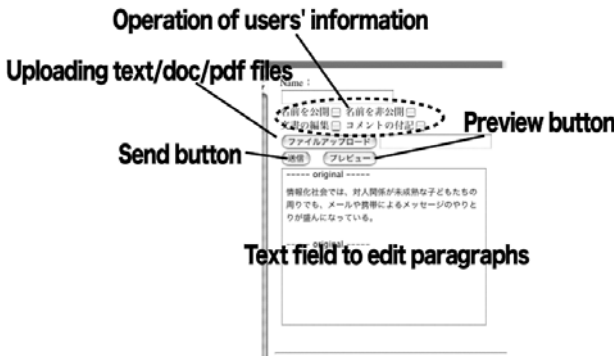 Operation of users' information
Uploading text/doc/pdf files
Name：
名前を公開 名前を非公開
文書の編集 コメントの付記
ファイルアップロード
Preview button
Send button
送信 プレビュー
----- original -----
情報化社会では、対人関係が未成熟な子どもたちの
周りでも、メールや携帯によるメッセージのやりと
りが盛んになっている。
----- original -----
Text field to edit paragraphs